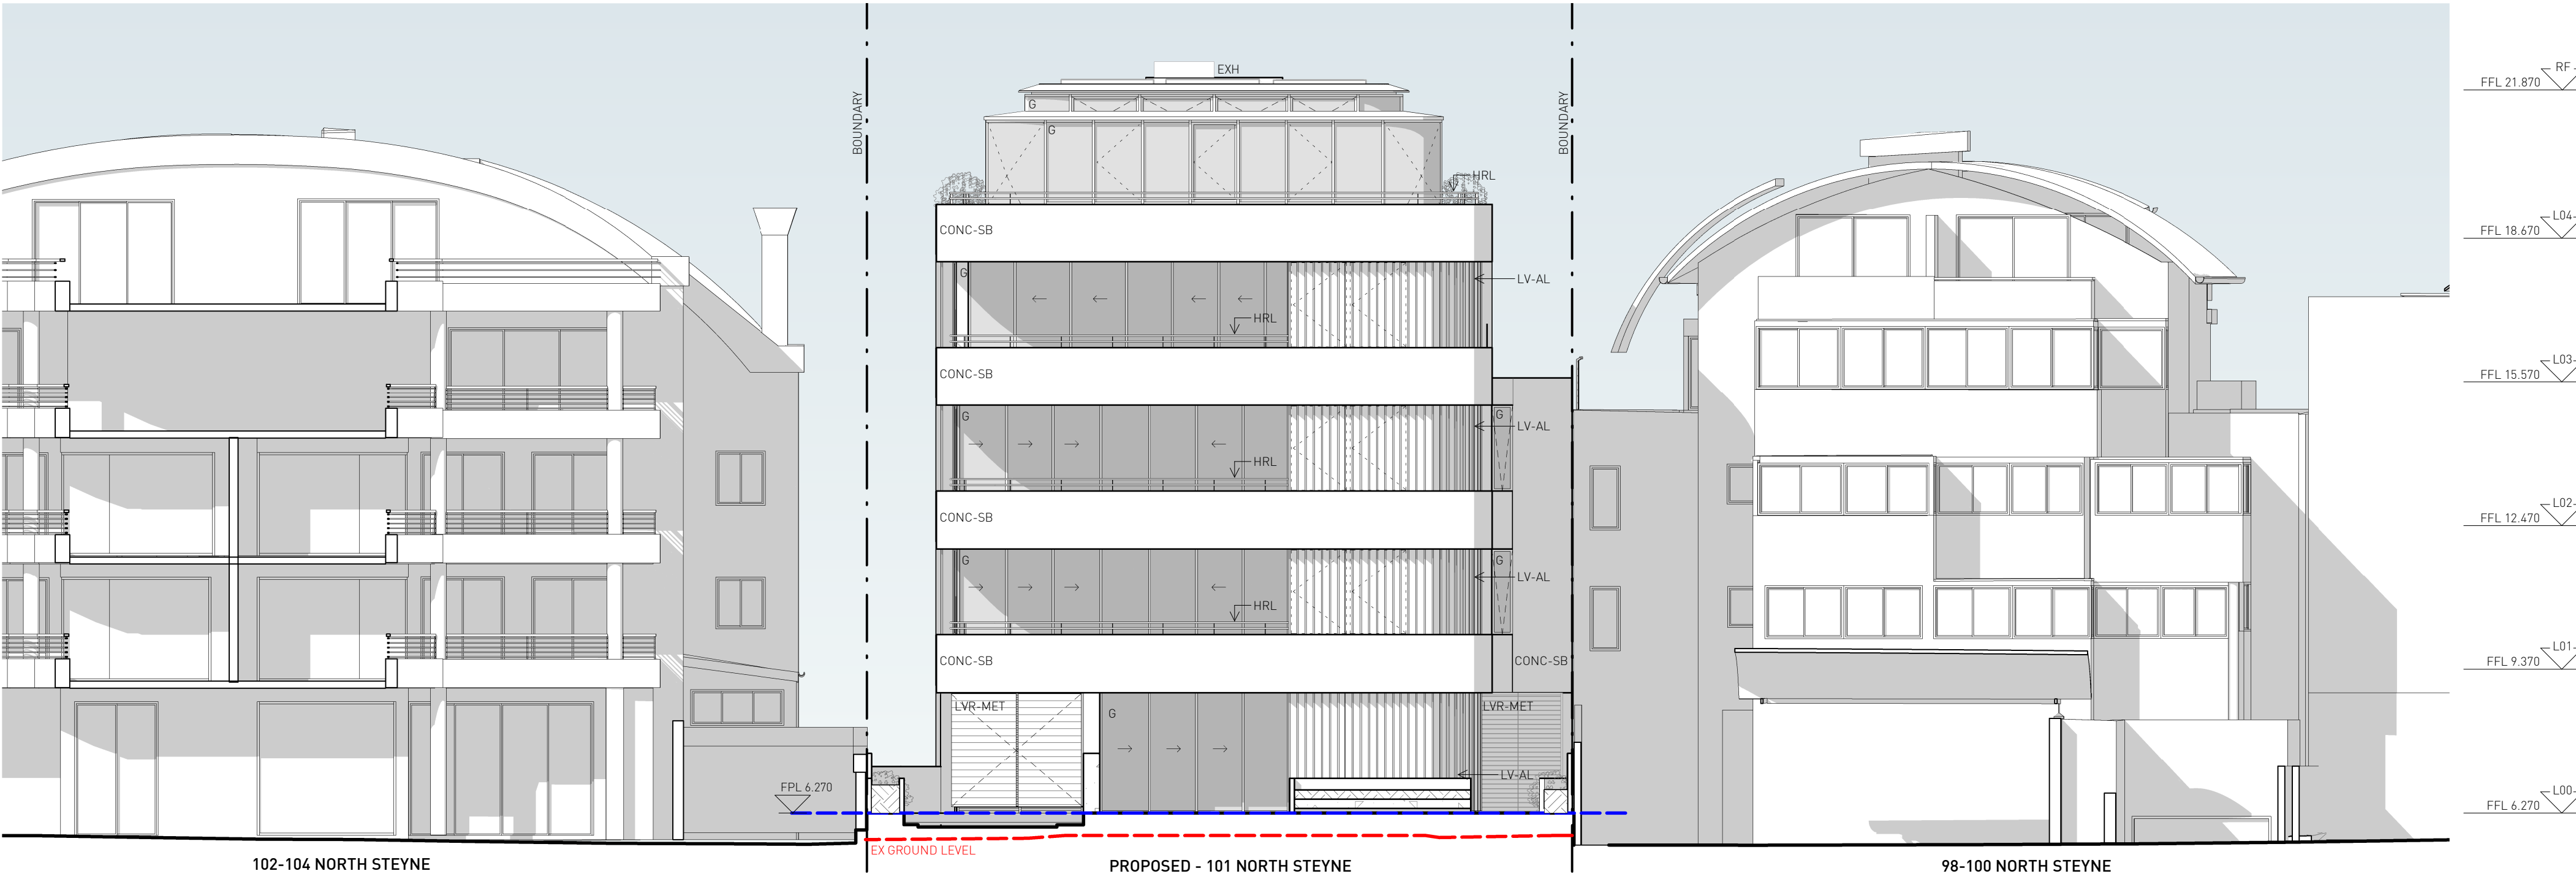 EXH
BOUNDARY
BOUNDARY
RF -
FFL 21.870
G
G
HRL
CONC-SB
L04-
FFL 18.670
G
LV-AL
HRL
CONC-SB
L03-
FFL 15.570
G
G
LV-AL
HRL
CONC-SB
L02-
FFL 12.470
G
G
LV-AL
HRL
CONC-SB
CONC-SB
L01-
FFL 9.370
LVR-MET
G
LVR-MET
LV-AL
FPL 6.270
L00-
FFL 6.270
EX GROUND LEVEL
102-104 NORTH STEYNE
PROPOSED - 101 NORTH STEYNE
98-100 NORTH STEYNE